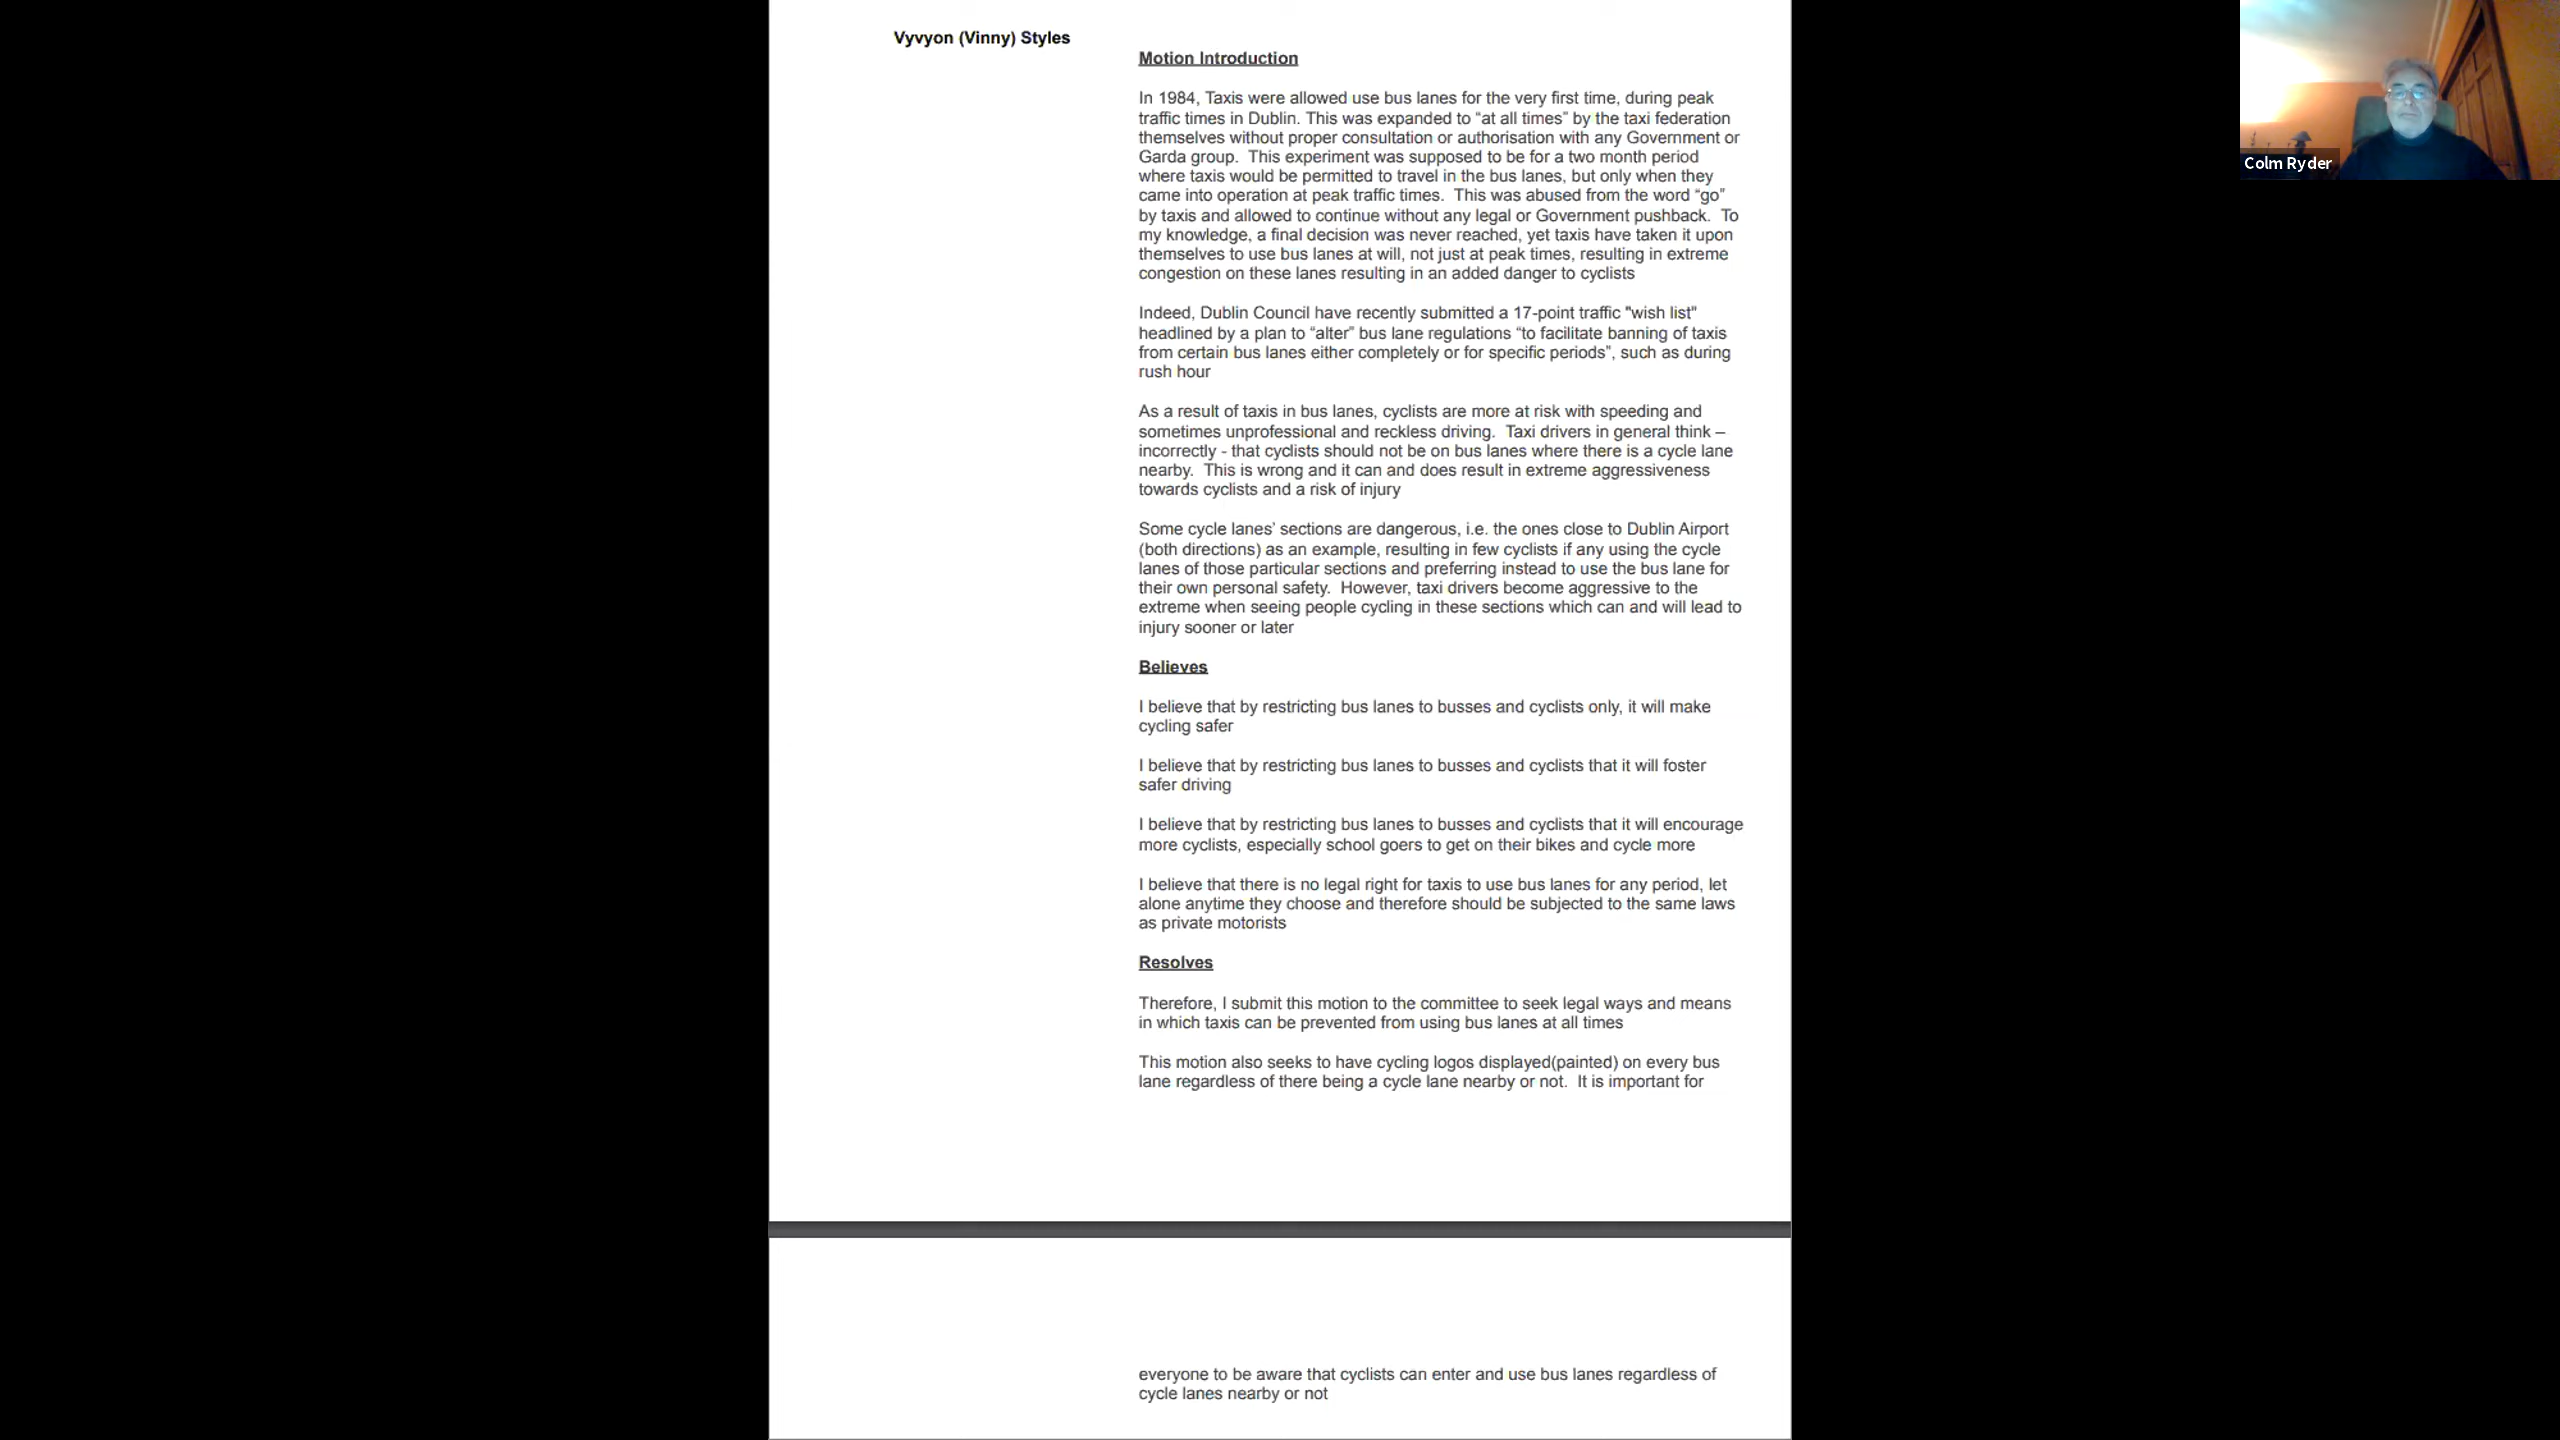 Vyvyon (Vinny) Styles
Motion Introduction
In 1984, Taxis were allowed use bus lanes for the very first time, during peak
traffic times in Dublin. This was expanded to “at all times” by the taxi federation
themselves without proper consultation or authorisation with any Government or
Garda group.  This experiment was supposed to be for a two month period
where taxis would be permitted to travel in the bus lanes, but only when they
came into operation at peak traffic times.  This was abused from the word “go”
by taxis and allowed to continue without any legal or Government pushback.  To
my knowledge, a final decision was never reached, yet taxis have taken it upon
themselves to use bus lanes at will, not just at peak times, resulting in extreme
congestion on these lanes resulting in an added danger to cyclists
Indeed, Dublin Council have recently submitted a 17-point traffic "wish list"
headlined by a plan to “alter” bus lane regulations “to facilitate banning of taxis
from certain bus lanes either completely or for specific periods”, such as during
rush hour
As a result of taxis in bus lanes, cyclists are more at risk with speeding and
sometimes unprofessional and reckless driving.  Taxi drivers in general think –
incorrectly - that cyclists should not be on bus lanes where there is a cycle lane
nearby.  This is wrong and it can and does result in extreme aggressiveness
towards cyclists and a risk of injury
Some cycle lanes’ sections are dangerous, i.e. the ones close to Dublin Airport
(both directions) as an example, resulting in few cyclists if any using the cycle
lanes of those particular sections and preferring instead to use the bus lane for
their own personal safety.  However, taxi drivers become aggressive to the
extreme when seeing people cycling in these sections which can and will lead to
injury sooner or later
Believes
I believe that by restricting bus lanes to busses and cyclists only, it will make
cycling safer
I believe that by restricting bus lanes to busses and cyclists that it will foster
safer driving
I believe that by restricting bus lanes to busses and cyclists that it will encourage
more cyclists, especially school goers to get on their bikes and cycle more
I believe that there is no legal right for taxis to use bus lanes for any period, let
alone anytime they choose and therefore should be subjected to the same laws
as private motorists
Resolves
Therefore, I submit this motion to the committee to seek legal ways and means
in which taxis can be prevented from using bus lanes at all times
This motion also seeks to have cycling logos displayed(painted) on every bus
lane regardless of there being a cycle lane nearby or not.  It is important for
everyone to be aware that cyclists can enter and use bus lanes regardless of
cycle lanes nearby or not
Colm Ryder